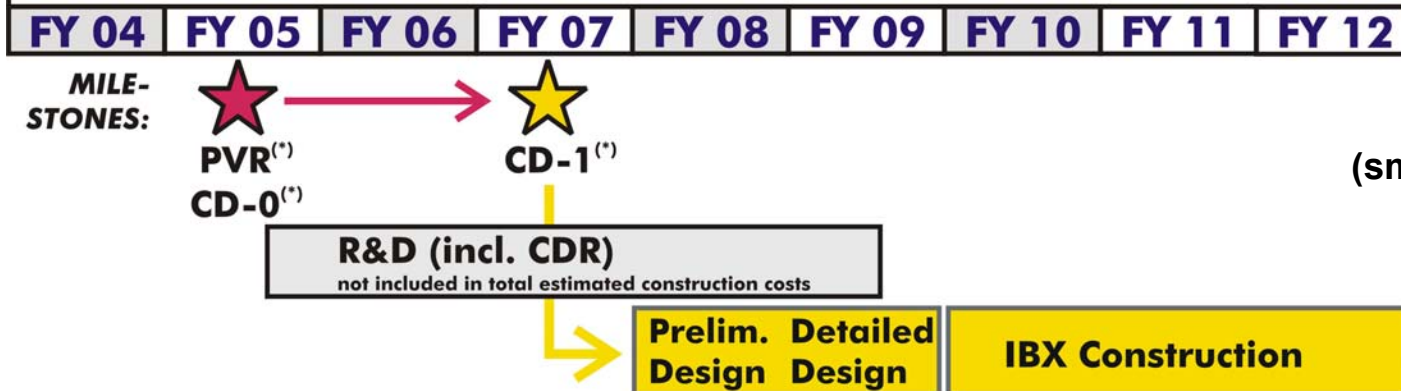 FY 04 FY 05 FY 06 FY 07 FY 08 FY 09 FY 10 FY 11 FY 12
MILE-
STONES:
PVR(*) CD-1(*)
CD-0(*)
R&D (incl. CDR)
not included in total estimated construction costs
Prelim. Detailed
Design Design
IBX Construction